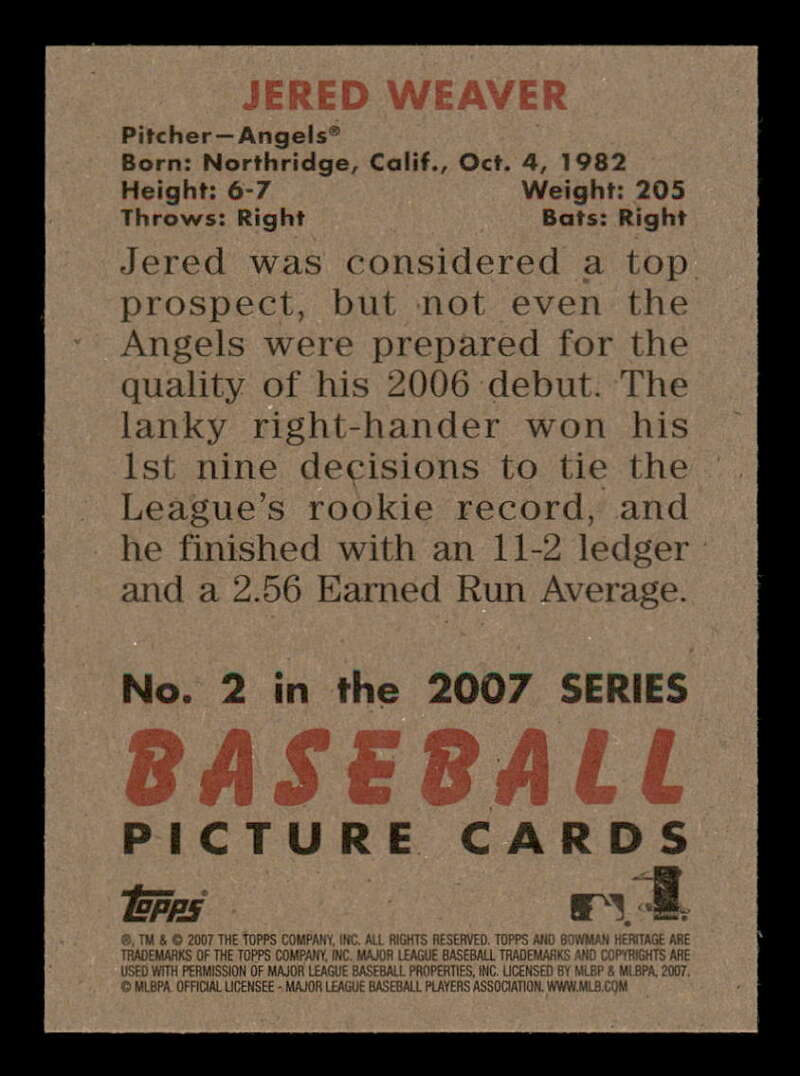 JERED WEAVER
Pitcher—Angels®
Born: Northridge, Calif., Oct. 4, 1982
Height: 6-7 Weight: 205
Throws: Right Bats: Right
Jered was considered a top
prospect, but not even the
Angels were prepared for the
quality of his 2006 debut. The
lanky right-hander won his
1st nine decisions to tie the
League's rookie record, and
he finished with an 11-2 ledger
and a 2.56 Earned Run Average.
No. 2 in the 2007 SERIES
BASEBALL
PICTURE CARDS
Topps
®, TM & © 2007 THE TOPPS COMPANY, INC. ALL RIGHTS RESERVED. TOPPS AND BOWMAN HERITAGE ARE
TRADEMARKS OF THE TOPPS COMPANY, INC. MAJOR LEAGUE BASEBALL TRADEMARKS AND COPYRIGHTS ARE
USED WITH PERMISSION OF MAJOR LEAGUE BASEBALL PROPERTIES, INC. LICENSED BY MLBP & MLBPA, 2007.
© MLBPA. OFFICIAL LICENSEE - MAJOR LEAGUE BASEBALL PLAYERS ASSOCIATION. WWW.MLB.COM